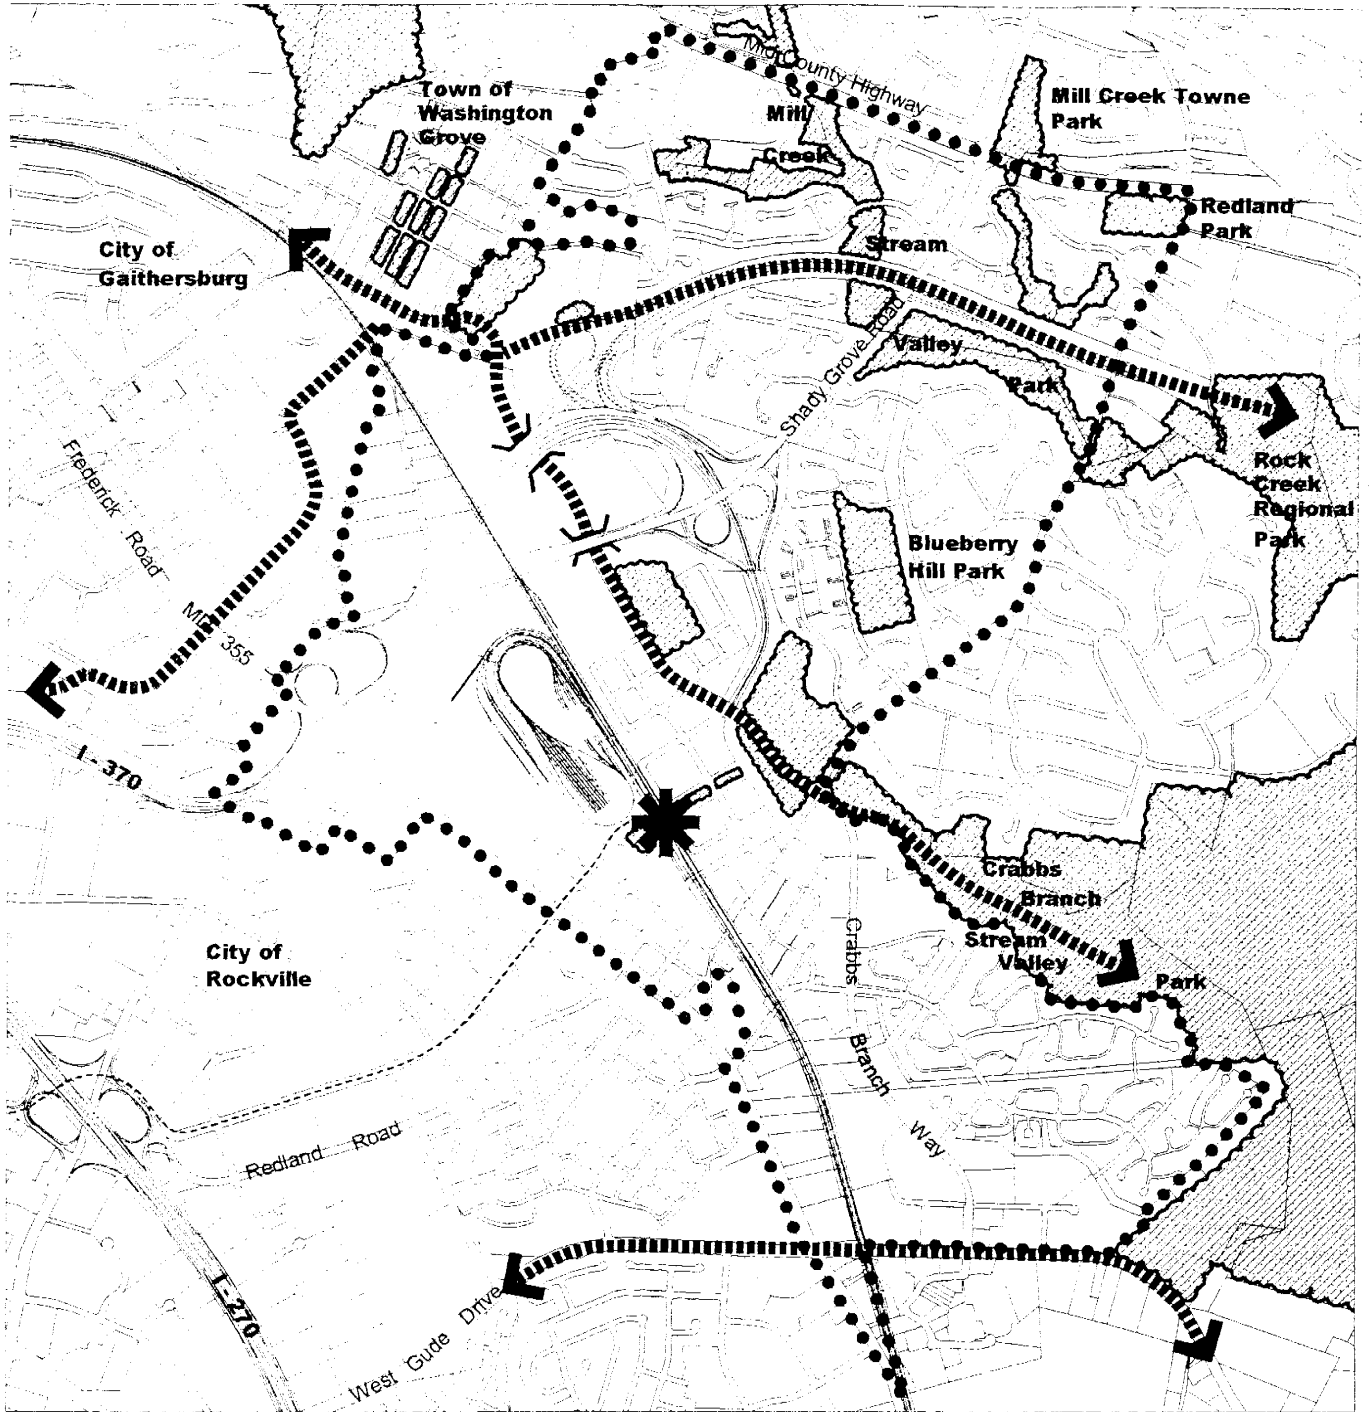 Mid-County Highway
Town of
Washington
Grove
Mill
Creek
Stream
Valley
Park
Mill Creek Towne
Park
Redland
Park
City of
Gaithersburg
Shady Grove Road
Rock
Creek
Regional
Park
Frederick Road
MD 355
Blueberry
Hill Park
I - 370
Crabbs
Branch
Stream
Valley
Park
City of
Rockville
Crabbs
Branch
Way
Redland Road
I - 270
West Gude Drive